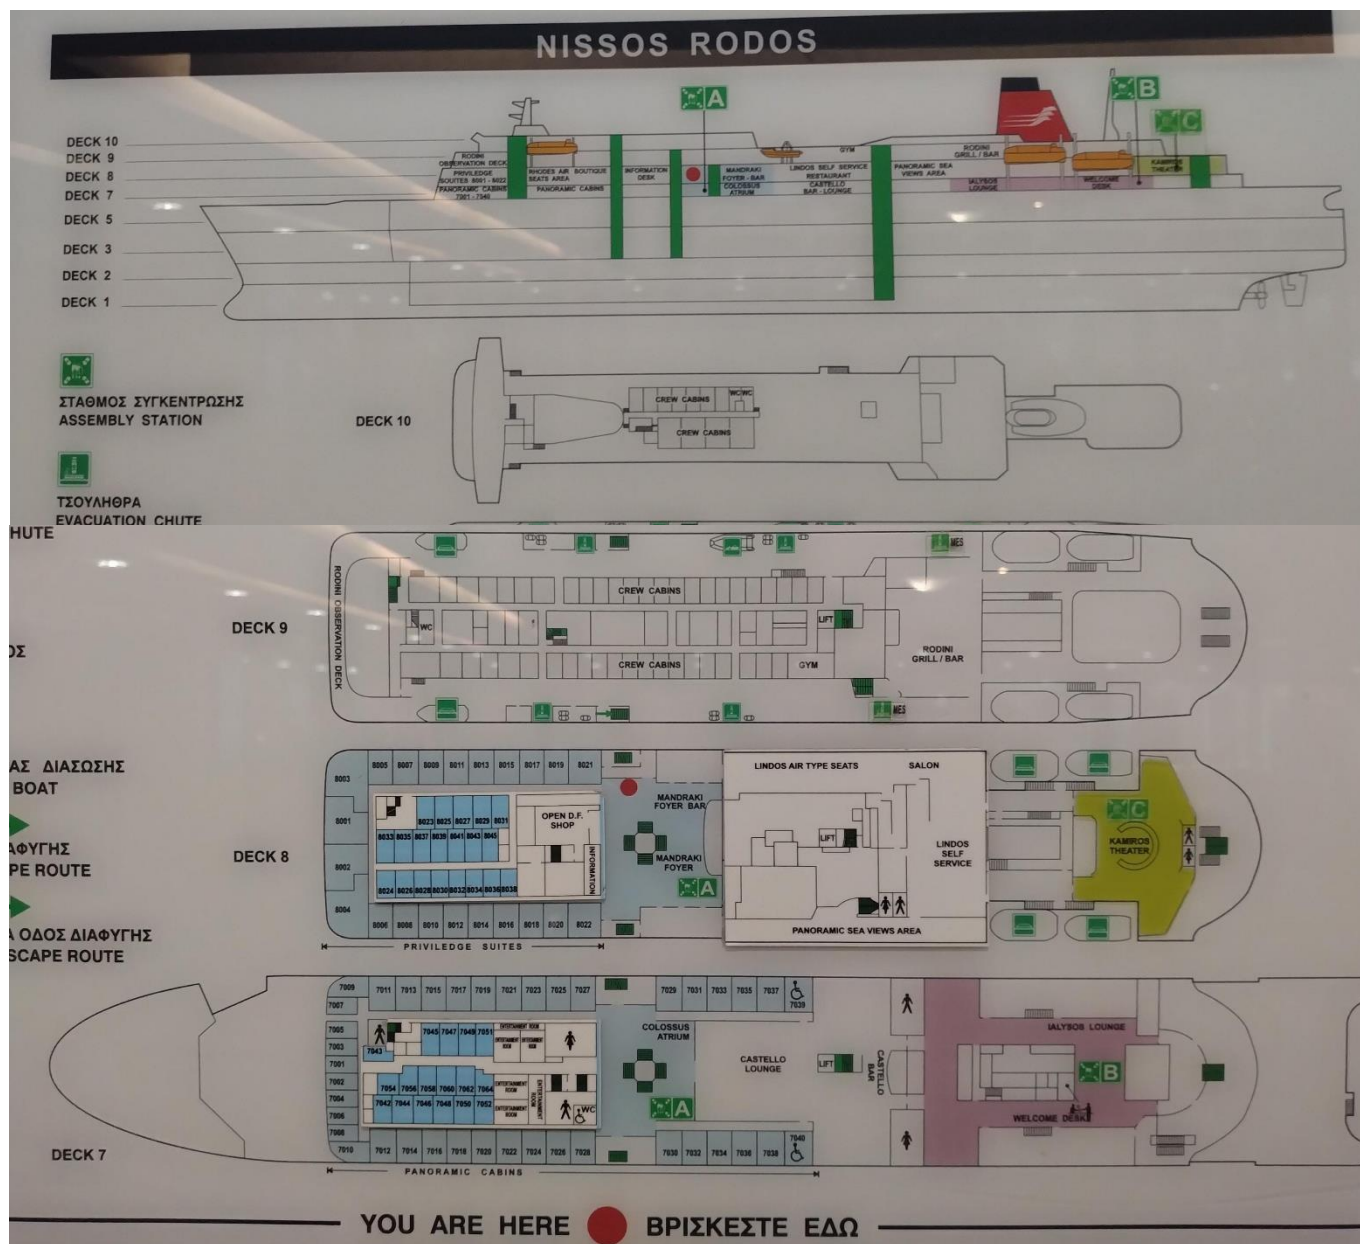 NISSOS RODOS
A
B
C
DECK 10
DECK 9
DECK 8
DECK 7
DECK 5
DECK 3
DECK 2
DECK 1
RODINI
OBSERVATION DECK
PRIVILEDGE
SOUITES 8001 - 8022
PANORAMIC CABINS
7001 - 7040
RHODES AIR BOUTIQUE
SEATS AREA
PANORAMIC CABINS
INFORMATION
DESK
MANDRAKI
FOYER - BAR
COLOSSUS
ATRIUM
GYM
LINDOS SELF SERVICE
RESTAURANT
CASTELLO
BAR - LOUNGE
RODINI
GRILL / BAR
PANORAMIC SEA
VIEWS AREA
IALYSOS
LOUNGE
WELCOME
DESK
KAMIROS
THEATER
ΣΤΑΘΜΟΣ ΣΥΓΚΕΝΤΡΩΣΗΣ
ASSEMBLY STATION
ΤΣΟΥΛΗΘΡΑ
EVACUATION CHUTE
DECK 10
CREW CABINS
WC WC
CREW CABINS
HUTE
ΟΣ
ΑΣ ΔΙΑΣΩΣΗΣ
BOAT
ΑΦΥΓΗΣ
PE ROUTE
Α ΟΔΟΣ ΔΙΑΦΥΓΗΣ
SCAPE ROUTE
DECK 9
RODINI OBSERVATION DECK
MES
CREW CABINS
WC
LIFT
CREW CABINS
GYM
RODINI
GRILL / BAR
MES
DECK 8
8003
8005 8007 8009 8011 8013 8015 8017 8019 8021
8001
8023 8025 8027 8029 8031
8033 8035 8037 8039 8041 8043 8045
8002
8024 8026 8028 8030 8032 8034 8036 8038
8004
8006 8008 8010 8012 8014 8016 8018 8020 8022
OPEN D.F.
SHOP
INFORMATION
PRIVILEDGE SUITES
MANDRAKI
FOYER BAR
MANDRAKI
FOYER
A
LINDOS AIR TYPE SEATS
SALON
LIFT
LINDOS
SELF
SERVICE
PANORAMIC SEA VIEWS AREA
C
KAMIROS
THEATER
DECK 7
7009
7011 7013 7015 7017 7019 7021 7023 7025 7027
7029 7031 7033 7035 7037
7039
7007
7005
7003
7001
7002
7004
7006
7008
7010
7043
7045 7047 7049 7051
ENTERTAINMENT ROOM
ENTERTAINMENT
ROOM
ENTERTAINMENT
ROOM
7054 7056 7058 7060 7062 7064
7042 7044 7046 7048 7050 7052
ENTERTAINMENT
ROOM
ENTERTAINMENT
ROOM
ENTERTAINMENT
ROOM
WC
7012 7014 7016 7018 7020 7022 7024 7026 7028
7030 7032 7034 7036 7038
7040
COLOSSUS
ATRIUM
A
CASTELLO
LOUNGE
LIFT
CASTELLO
BAR
IALYSOS LOUNGE
B
WELCOME DESK
PANORAMIC CABINS
YOU ARE HERE ΒΡΙΣΚΕΣΤΕ ΕΔΩ